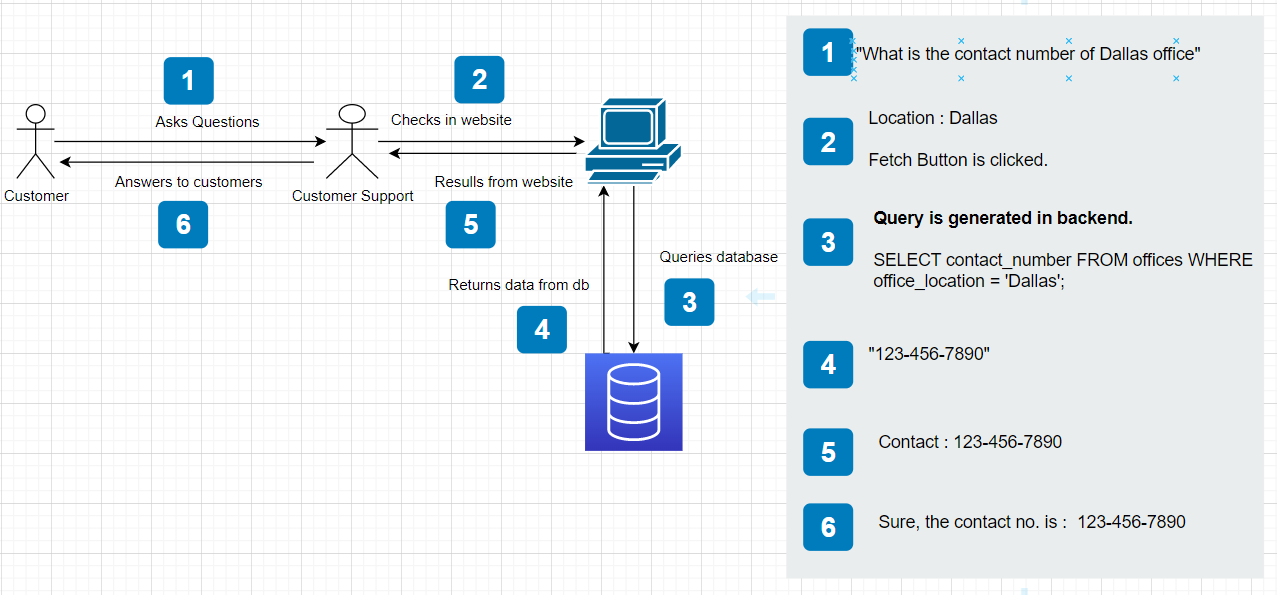 1
Asks Questions
2
Checks in website
Customer
Answers to customers
6
Customer Support
Resulls from website
5
Queries database
3
Returns data from db
4
1
"What is the contact number of Dallas office"
2
Location : Dallas
Fetch Button is clicked.
3
Query is generated in backend.
SELECT contact_number FROM offices WHERE
office_location = 'Dallas';
4
"123-456-7890"
5
Contact : 123-456-7890
6
Sure, the contact no. is :  123-456-7890